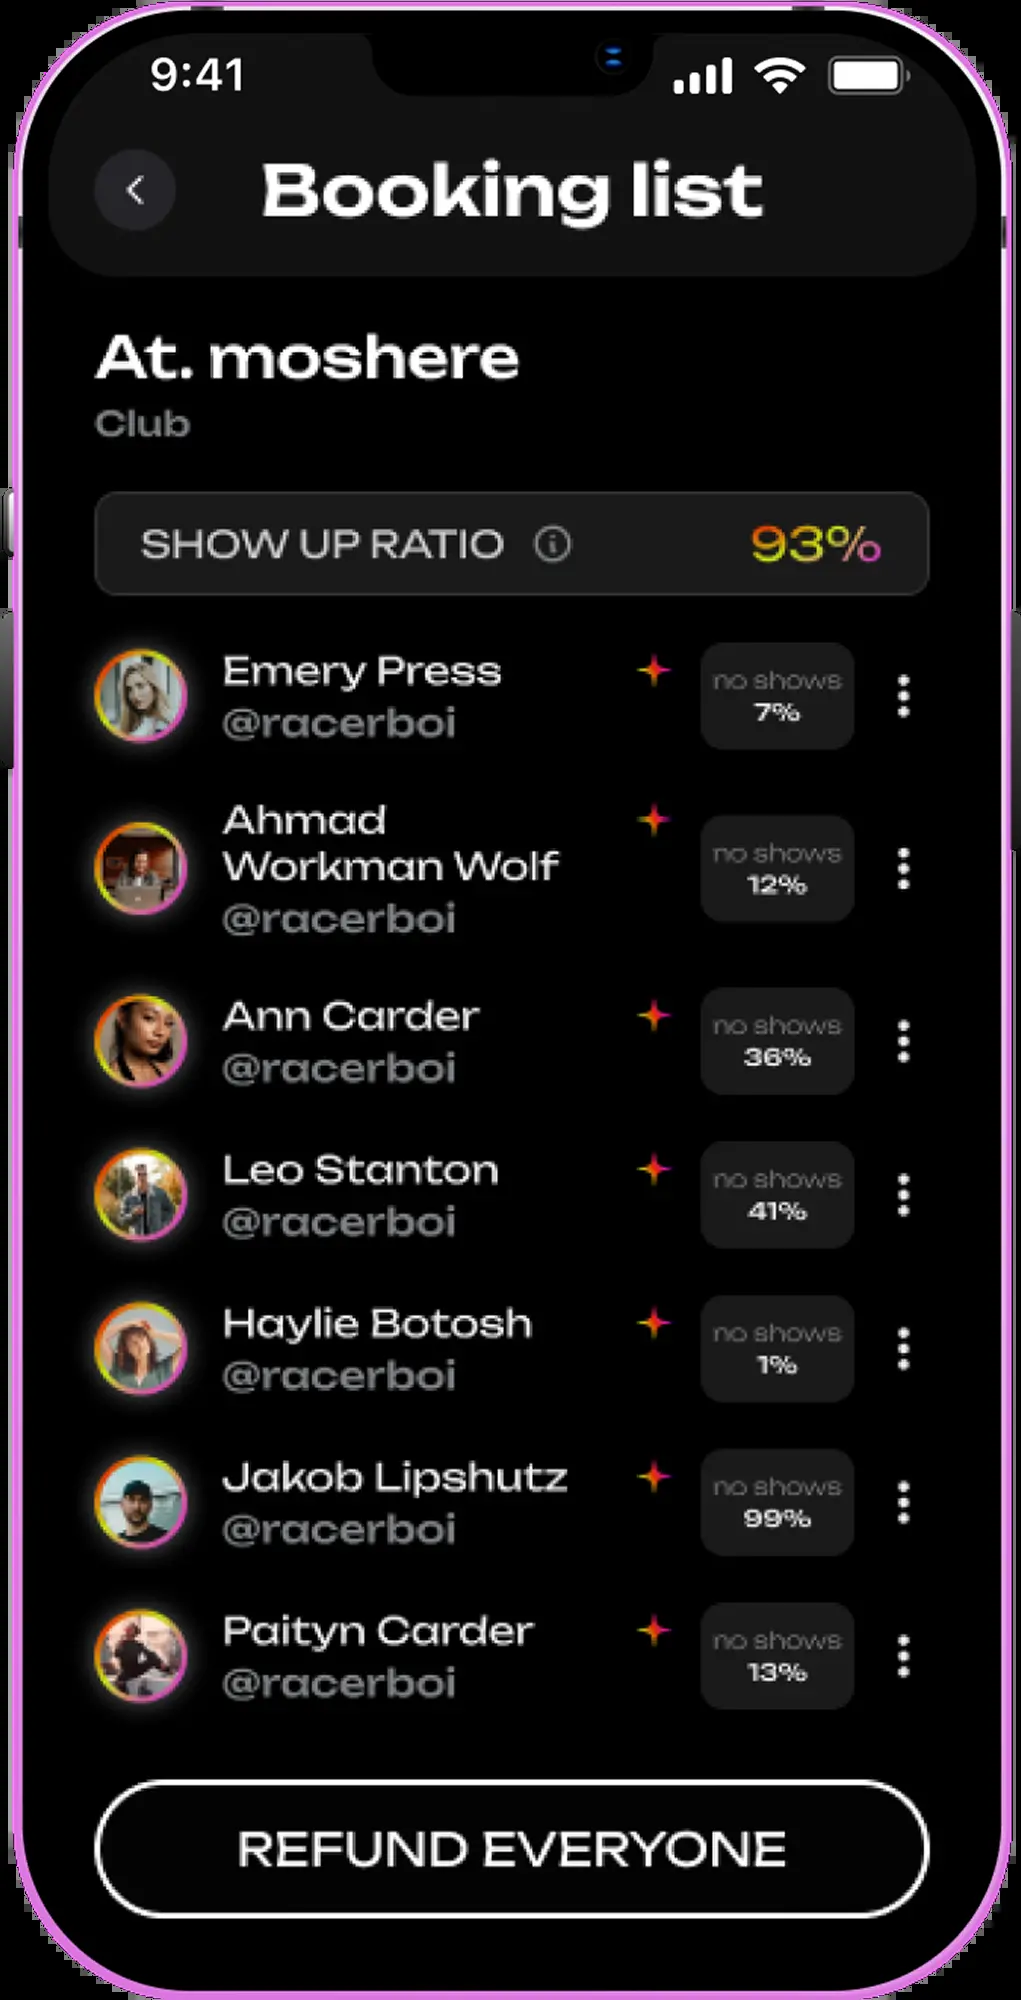 9:41
Booking list
At. moshere
Club
SHOW UP RATIO 93%
Emery Press
@racerboi
no shows
7%
Ahmad
Workman Wolf
@racerboi
no shows
12%
Ann Carder
@racerboi
no shows
36%
Leo Stanton
@racerboi
no shows
41%
Haylie Botosh
@racerboi
no shows
1%
Jakob Lipshutz
@racerboi
no shows
99%
Paityn Carder
@racerboi
no shows
13%
REFUND EVERYONE